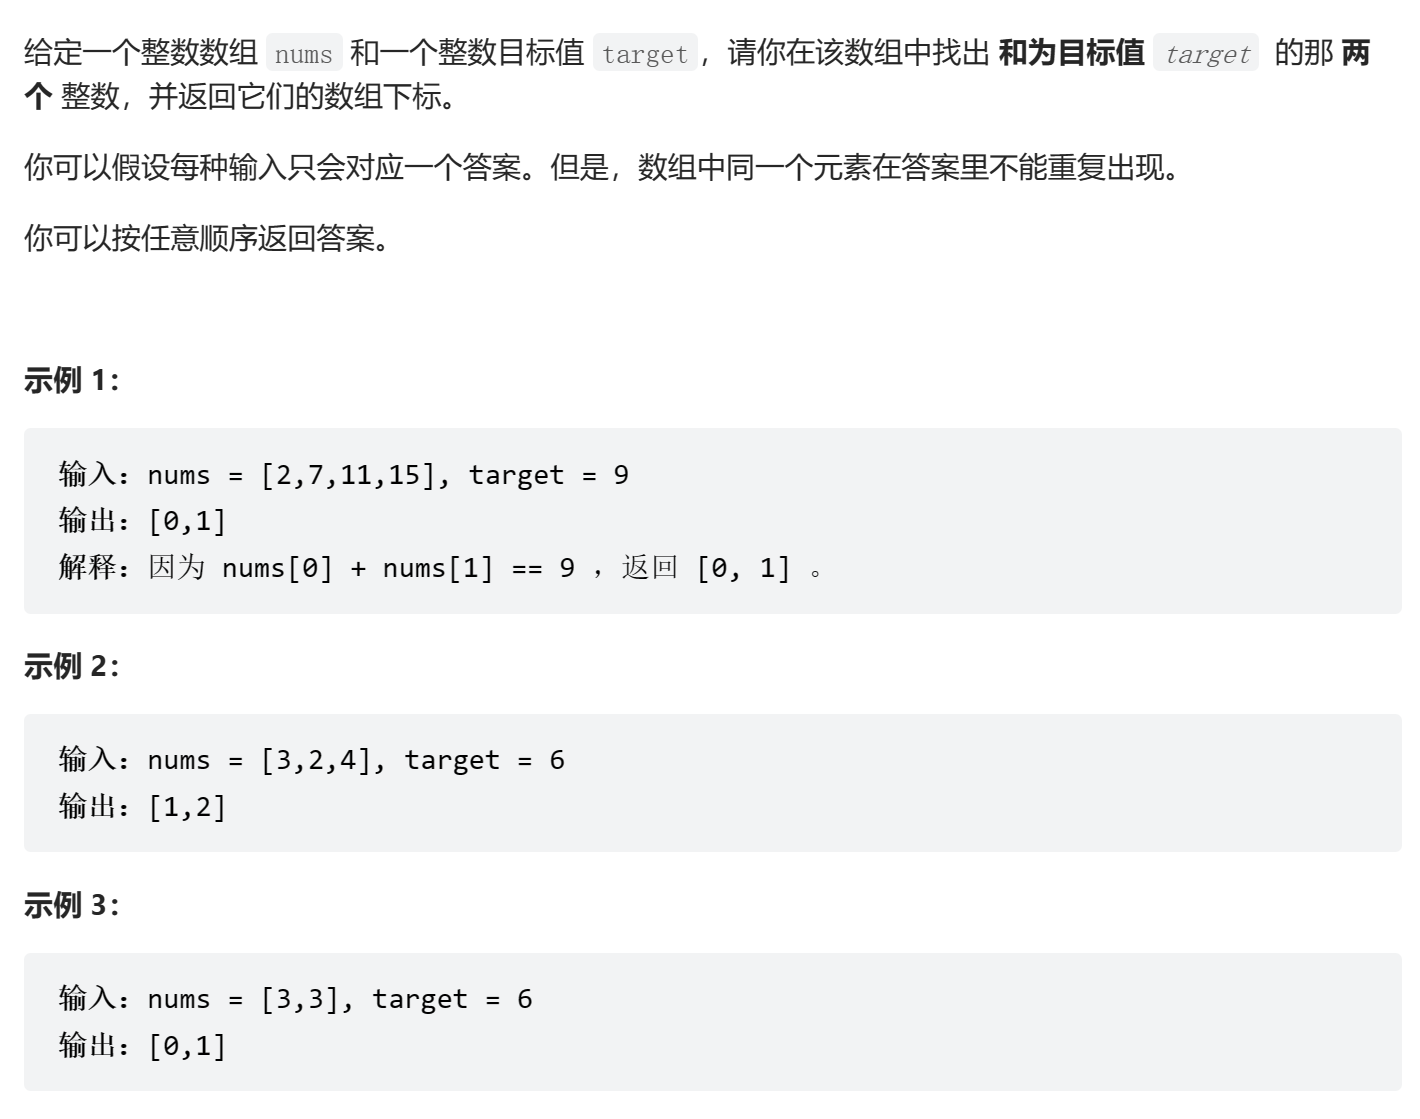 给定一个整数数组 nums 和一个整数目标值 target，请你在该数组中找出 和为目标值 target 的那 两
个 整数，并返回它们的数组下标。
你可以假设每种输入只会对应一个答案。但是，数组中同一个元素在答案里不能重复出现。
你可以按任意顺序返回答案。
示例 1：
输入：nums = [2,7,11,15], target = 9
输出：[0,1]
解释：因为 nums[0] + nums[1] == 9 ，返回 [0, 1] 。
示例 2：
输入：nums = [3,2,4], target = 6
输出：[1,2]
示例 3：
输入：nums = [3,3], target = 6
输出：[0,1]